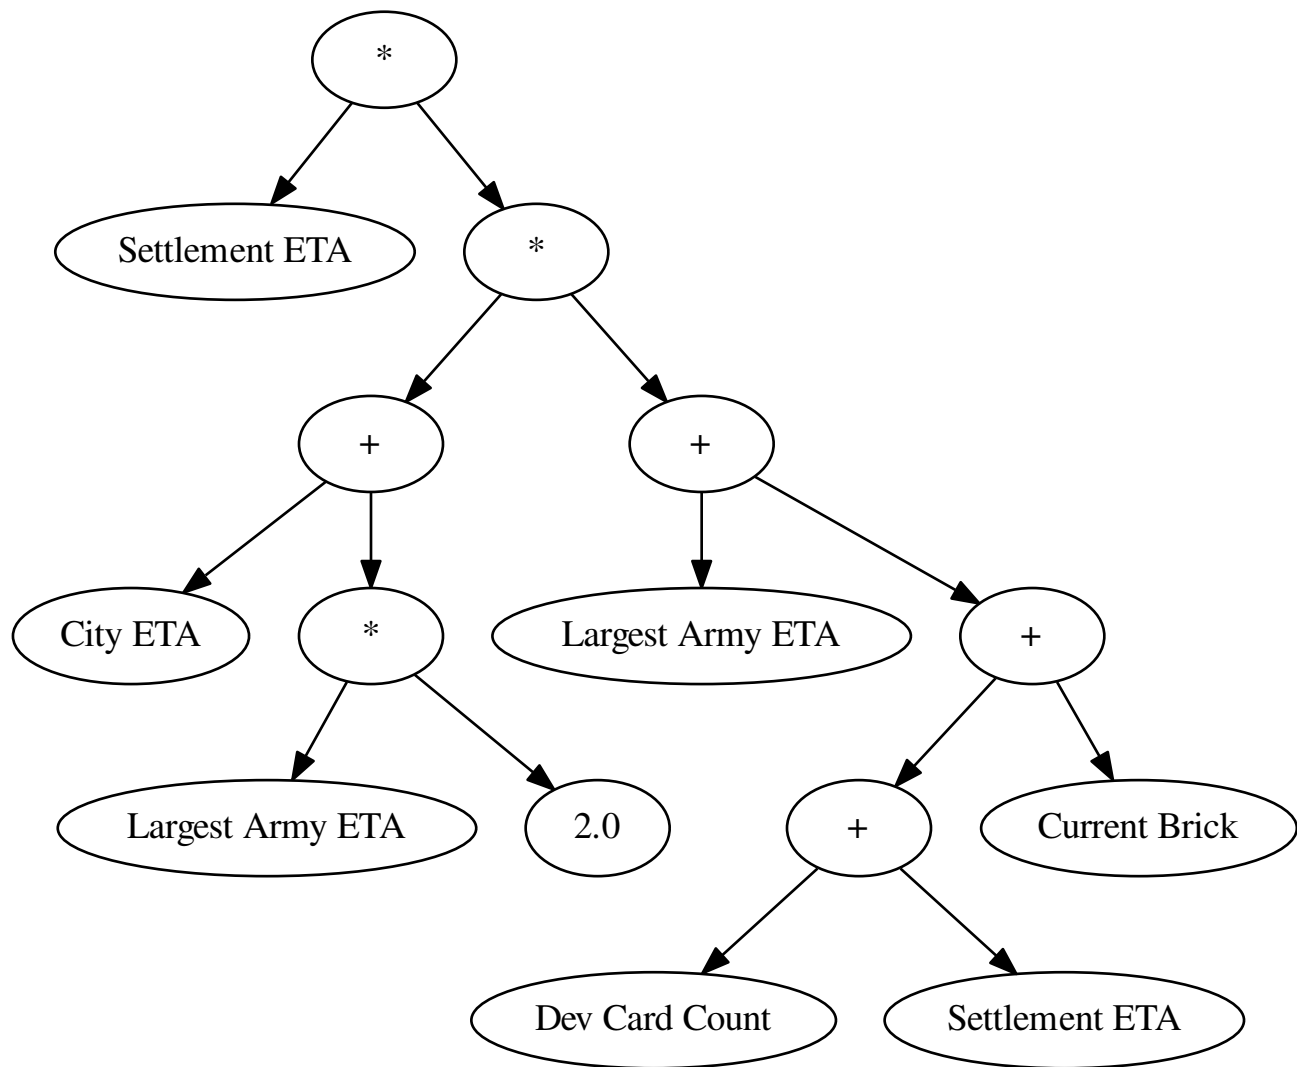 *
Settlement ETA
*
+
+
City ETA
*
Largest Army ETA
+
Largest Army ETA
2.0
+
Current Brick
Dev Card Count
Settlement ETA